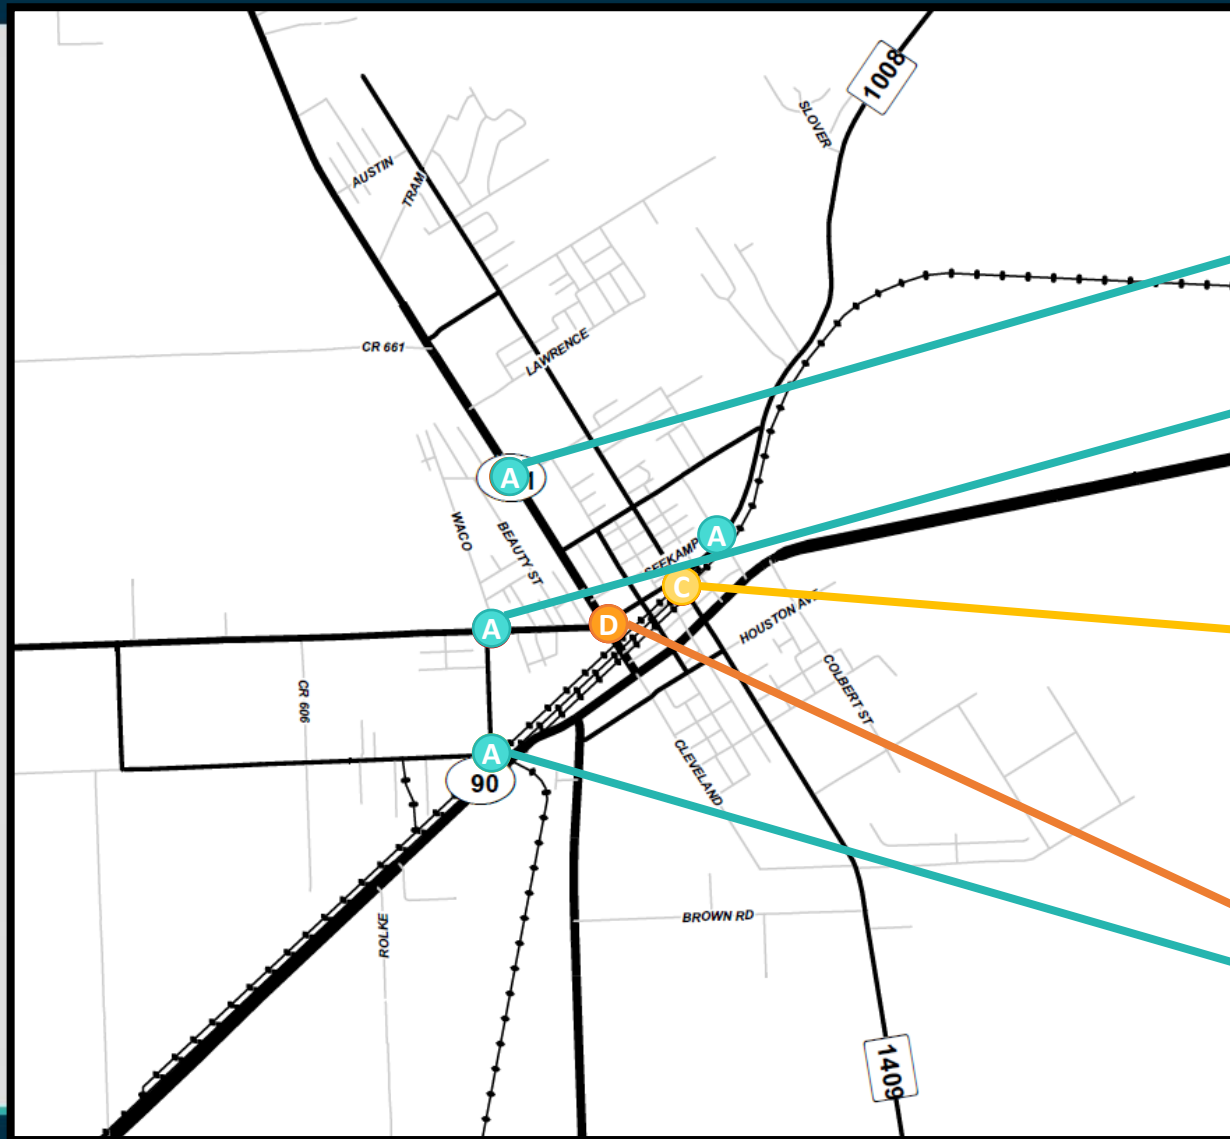 1008
SLOVER
AUSTIN
TRAM
CR 661
LAWRENCE
A
WACO
BEAUTY ST
SEEKAMP
A
C
HOUSTON AVE
A
D
CR 606
COLBERT ST
A
90
CLEVELAND
ROLKE
BROWN RD
1409